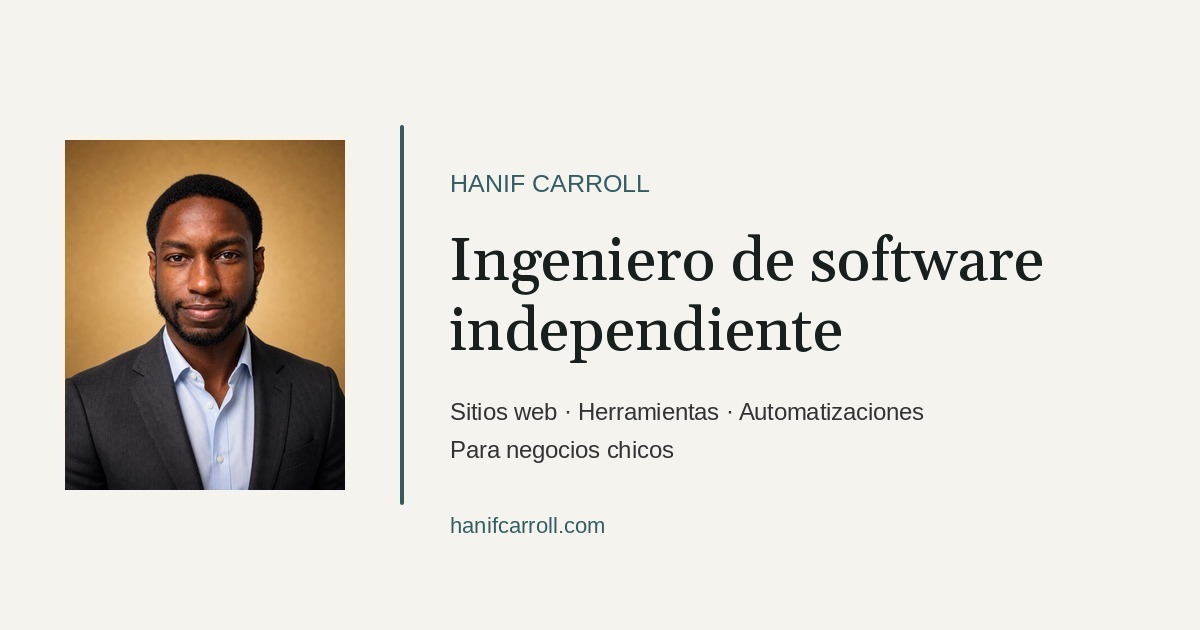 HANIF CARROLL
Ingeniero de software
independiente
Sitios web · Herramientas · Automatizaciones
Para negocios chicos
hanifcarroll.com